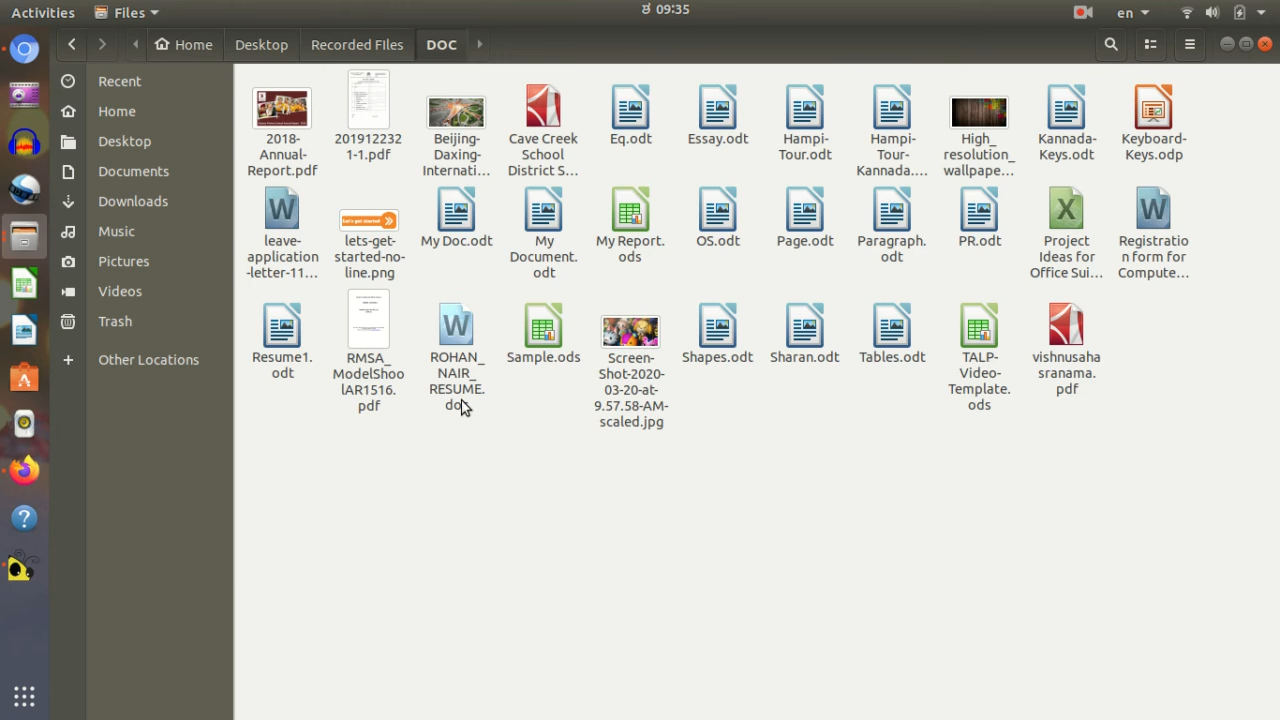 Activities
Files
ಶ 09:35
en
Home
Desktop
Recorded FIles
DOC
Recent
Home
Desktop
Documents
Downloads
Music
Pictures
Videos
Trash
Other Locations
2018-
Annual-
Report.pdf
201912232
1-1.pdf
Beijing-
Daxing-
Internati...
Cave Creek
School
District S...
Eq.odt
Essay.odt
Hampi-
Tour.odt
Hampi-
Tour-
Kannada....
High_
resolution_
wallpape...
Kannada-
Keys.odt
Keyboard-
Keys.odp
leave-
application
-letter-11...
lets-get-
started-no-
line.png
My Doc.odt
My
Document.
odt
My Report.
ods
OS.odt
Page.odt
Paragraph.
odt
PR.odt
Project
Ideas for
Office Sui...
Registratio
n form for
Compute...
Resume1.
odt
RMSA_
ModelShoo
lAR1516.
pdf
ROHAN_
NAIR_
RESUME.
Sample.ods
Screen-
Shot-2020-
03-20-at-
9.57.58-AM-
scaled.jpg
Shapes.odt
Sharan.odt
Tables.odt
TALP-
Video-
Template.
ods
vishnusaha
sranama.
pdf